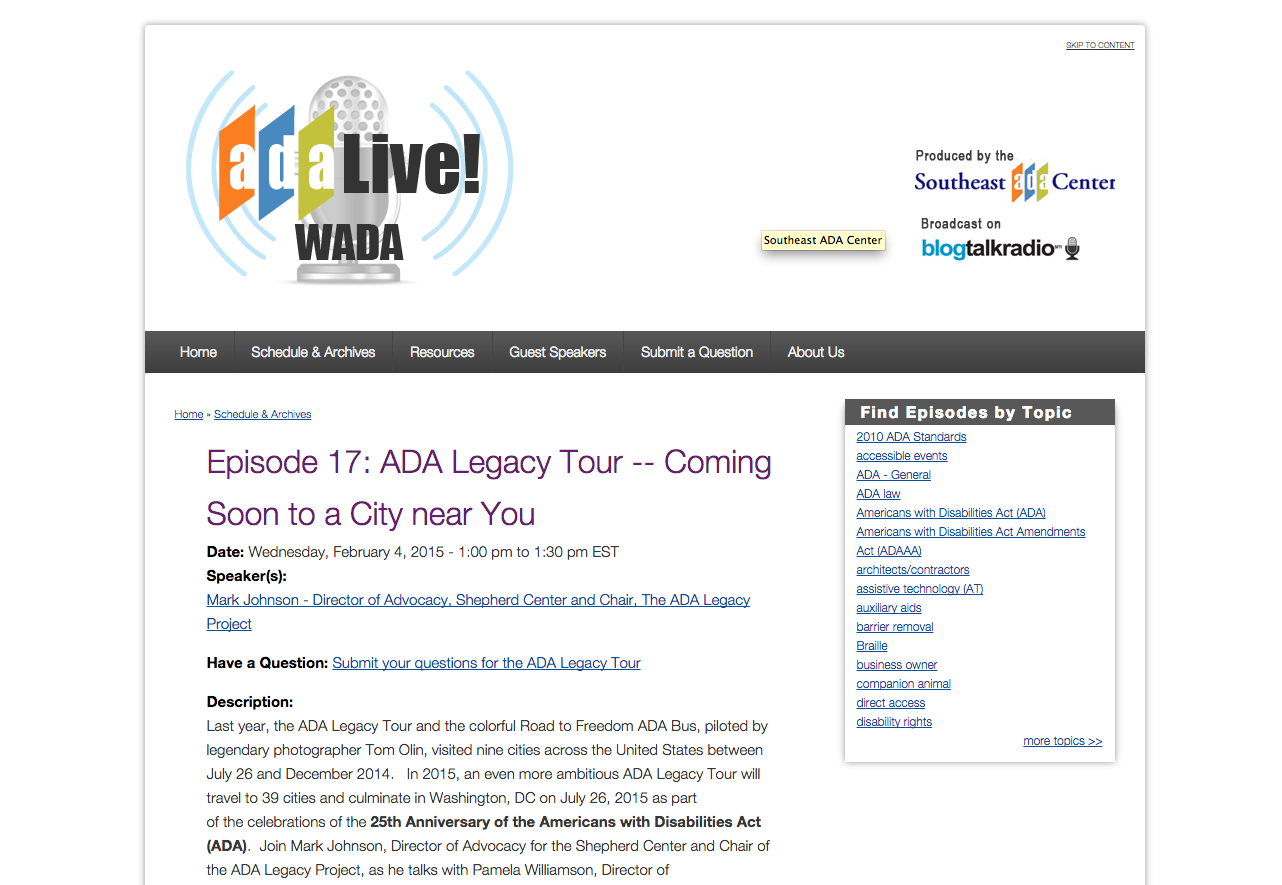 SKIP TO CONTENT
ada Live!
WADA
Produced by the
Southeast ada Center
Broadcast on
blogtalkradio sm
Southeast ADA Center
Home Schedule & Archives Resources Guest Speakers Submit a Question About Us
Home » Schedule & Archives
Episode 17: ADA Legacy Tour -- Coming
Soon to a City near You
Date: Wednesday, February 4, 2015 - 1:00 pm to 1:30 pm EST
Speaker(s):
Mark Johnson - Director of Advocacy, Shepherd Center and Chair, The ADA Legacy
Project
Have a Question: Submit your questions for the ADA Legacy Tour
Description:
Last year, the ADA Legacy Tour and the colorful Road to Freedom ADA Bus, piloted by
legendary photographer Tom Olin, visited nine cities across the United States between
July 26 and December 2014. In 2015, an even more ambitious ADA Legacy Tour will
travel to 39 cities and culminate in Washington, DC on July 26, 2015 as part
of the celebrations of the 25th Anniversary of the Americans with Disabilities Act
(ADA). Join Mark Johnson, Director of Advocacy for the Shepherd Center and Chair of
the ADA Legacy Project, as he talks with Pamela Williamson, Director of
Find Episodes by Topic
2010 ADA Standards
accessible events
ADA - General
ADA law
Americans with Disabilities Act (ADA)
Americans with Disabilities Act Amendments
Act (ADAAA)
architects/contractors
assistive technology (AT)
auxiliary aids
barrier removal
Braille
business owner
companion animal
direct access
disability rights
more topics >>